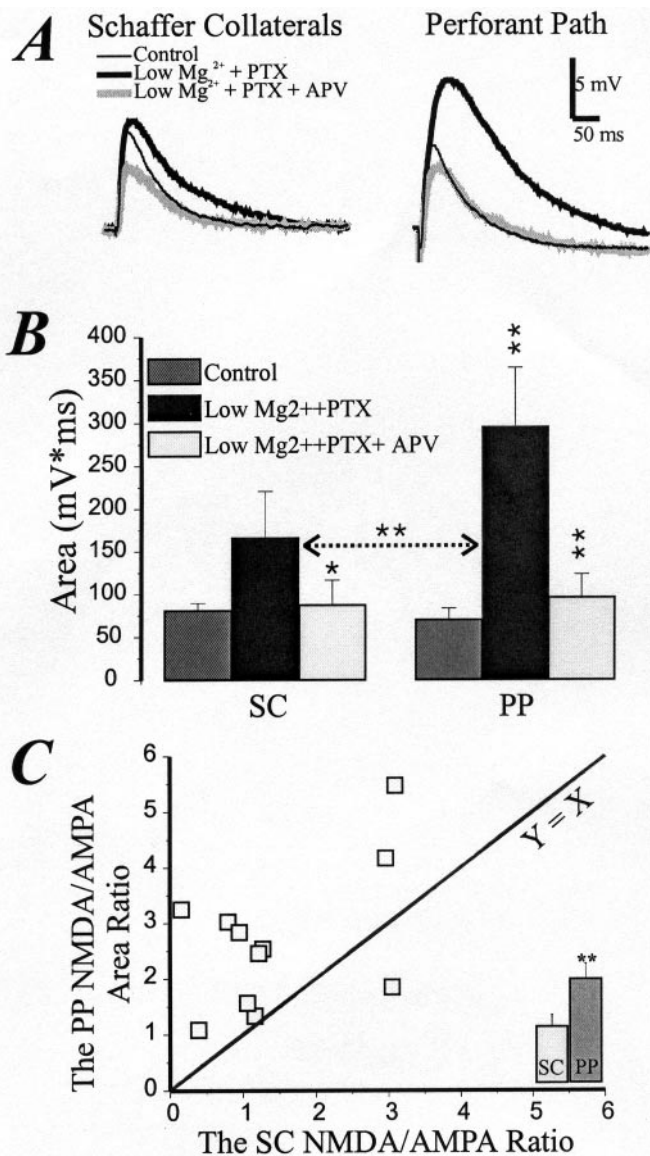 A
Schaffer Collaterals
Perforant Path
Control
Low Mg2+ + PTX
Low Mg2+ + PTX + APV
5 mV
50 ms
B
400
350
300
250
200
150
100
50
0
Area (mV*ms)
Control
Low Mg2++PTX
Low Mg2++PTX+ APV
**
**
*
**
SC
PP
C
6
5
4
3
2
1
0
The PP NMDA/AMPA
Area Ratio
Y = X
**
SC
PP
0
1
2
3
4
5
6
The SC NMDA/AMPA Ratio